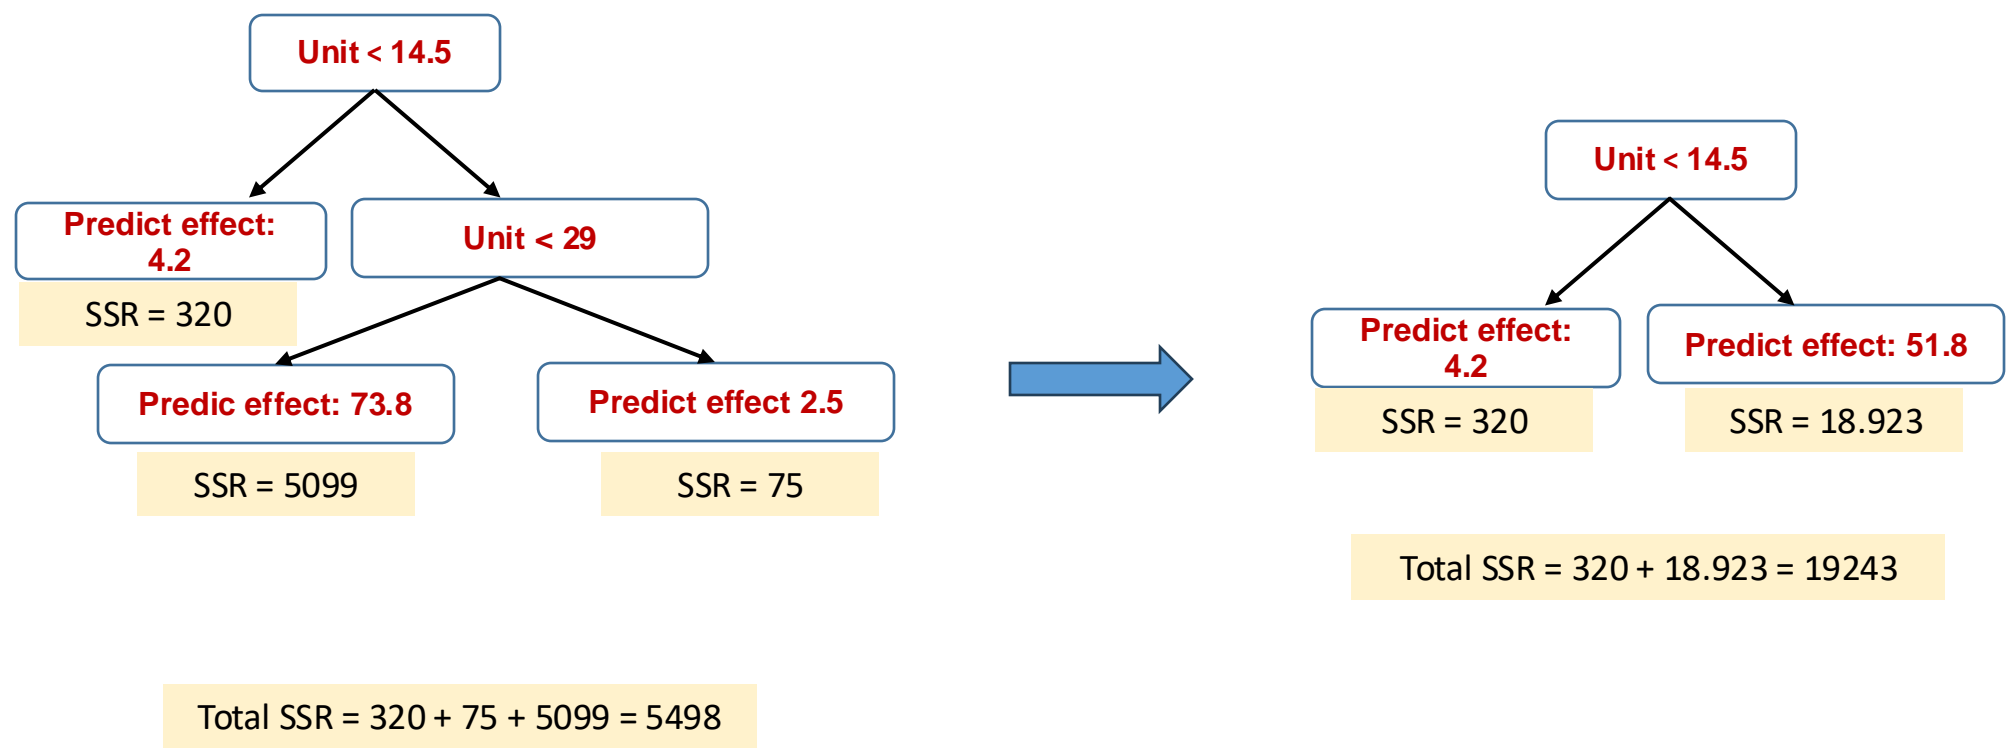 Unit < 14.5
Predict effect:
4.2
Unit < 29
SSR = 320
Predic effect: 73.8
Predict effect 2.5
SSR = 5099
SSR = 75
Total SSR = 320 + 75 + 5099 = 5498
Unit < 14.5
Predict effect:
4.2
Predict effect: 51.8
SSR = 320
SSR = 18.923
Total SSR = 320 + 18.923 = 19243